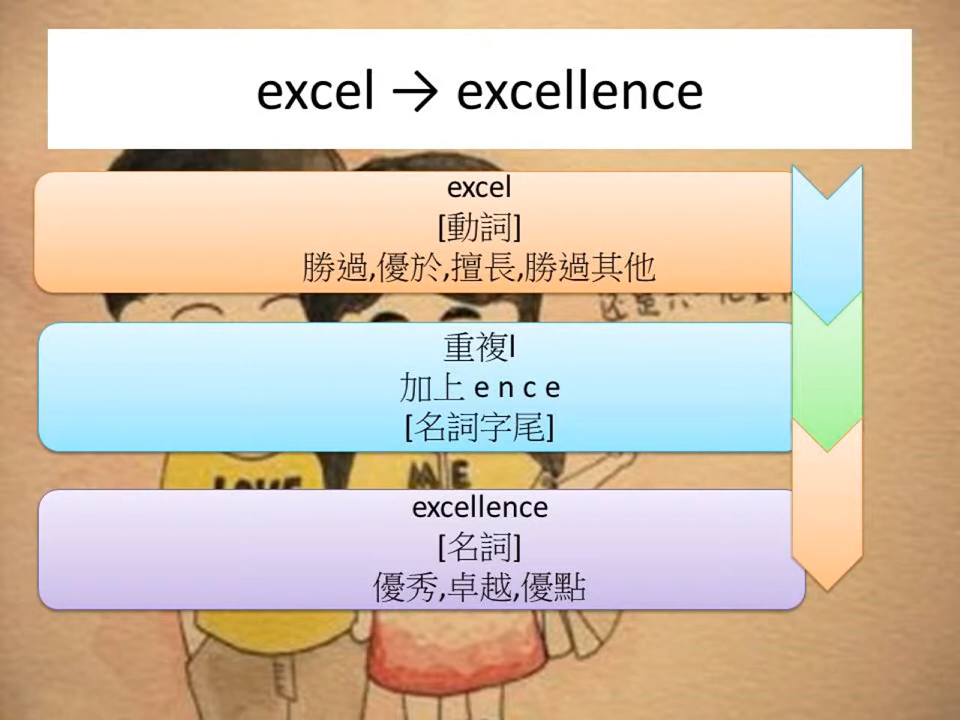 excel → excellence
excel
[動詞]
勝過,優於,擅長,勝過其他
重複l
加上 e n c e
[名詞字尾]
LOVE
ME
excellence
[名詞]
優秀,卓越,優點